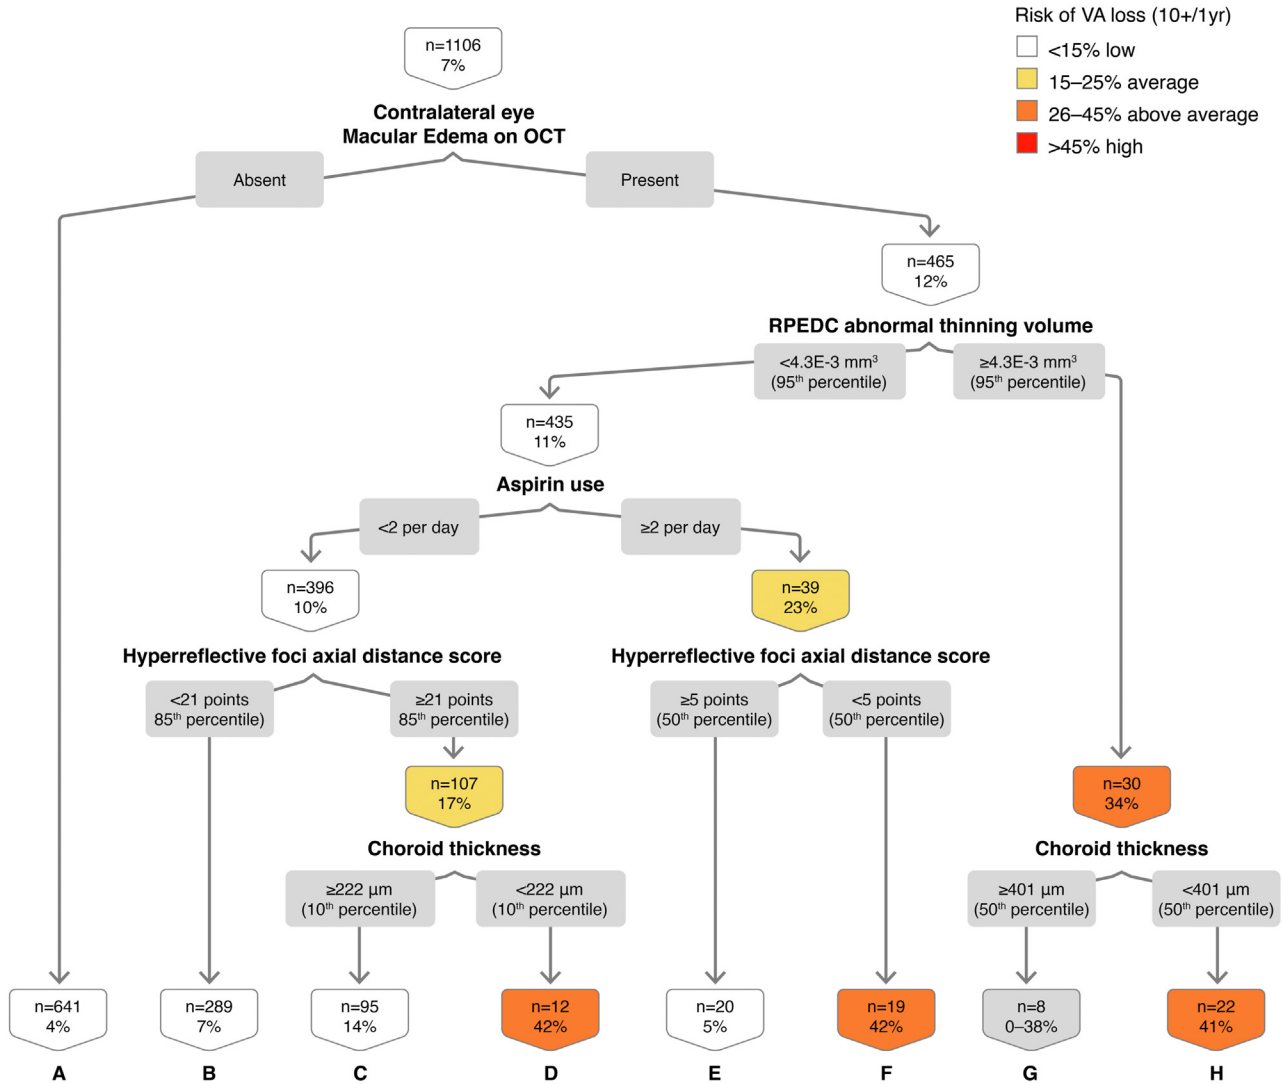 Risk of VA loss (10+/1yr)
<15% low
15–25% average
26–45% above average
>45% high
n=1106
7%
Contralateral eye
Macular Edema on OCT
Absent
Present
n=465
12%
RPEDC abnormal thinning volume
<4.3E-3 mm³
(95th percentile)
≥4.3E-3 mm³
(95th percentile)
n=435
11%
Aspirin use
<2 per day
≥2 per day
n=396
10%
n=39
23%
Hyperreflective foci axial distance score
Hyperreflective foci axial distance score
<21 points
85th percentile)
≥21 points
85th percentile)
≥5 points
(50th percentile)
<5 points
(50th percentile)
n=107
17%
n=30
34%
Choroid thickness
Choroid thickness
≥222 µm
(10th percentile)
<222 µm
(10th percentile)
≥401 µm
(50th percentile)
<401 µm
(50th percentile)
n=641
4%
n=289
7%
n=95
14%
n=12
42%
n=20
5%
n=19
42%
n=8
0–38%
n=22
41%
A
B
C
D
E
F
G
H